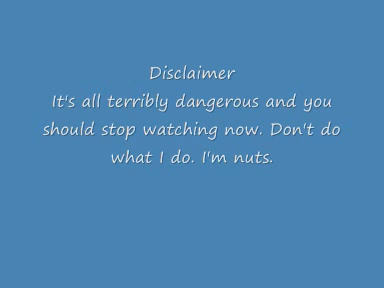 Disclaimer
It's all terribly dangerous and you
should stop watching now. Don't do
what I do. I'm nuts.